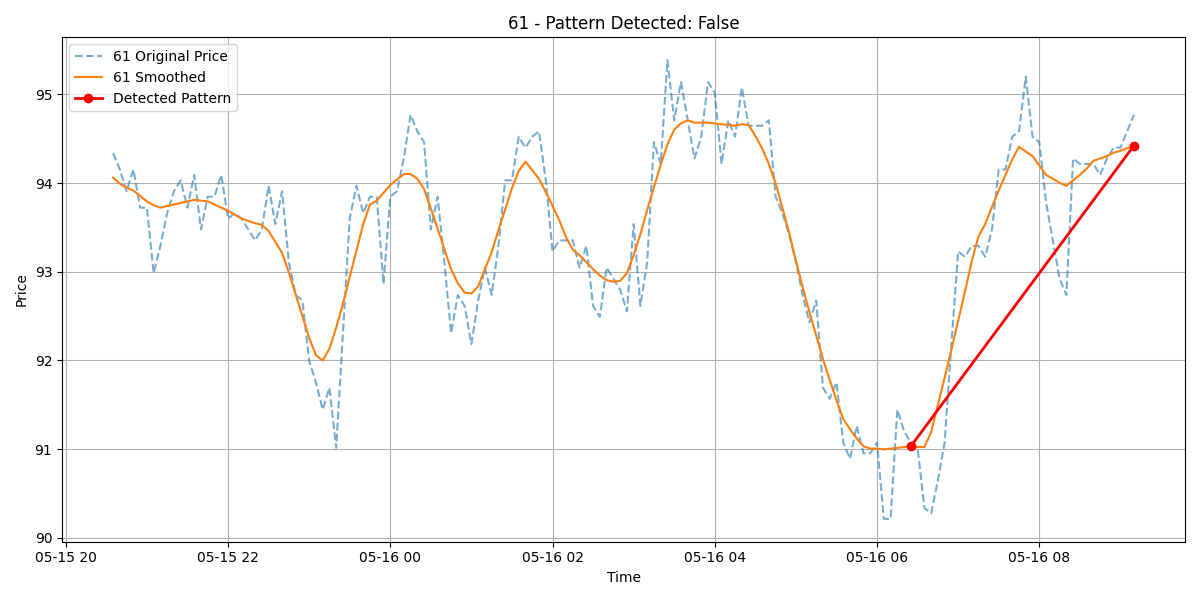 61 - Pattern Detected: False
61 Original Price
61 Smoothed
Detected Pattern
Price
95
94
93
92
91
90
05-15 20
05-15 22
05-16 00
05-16 02
05-16 04
05-16 06
05-16 08
Time